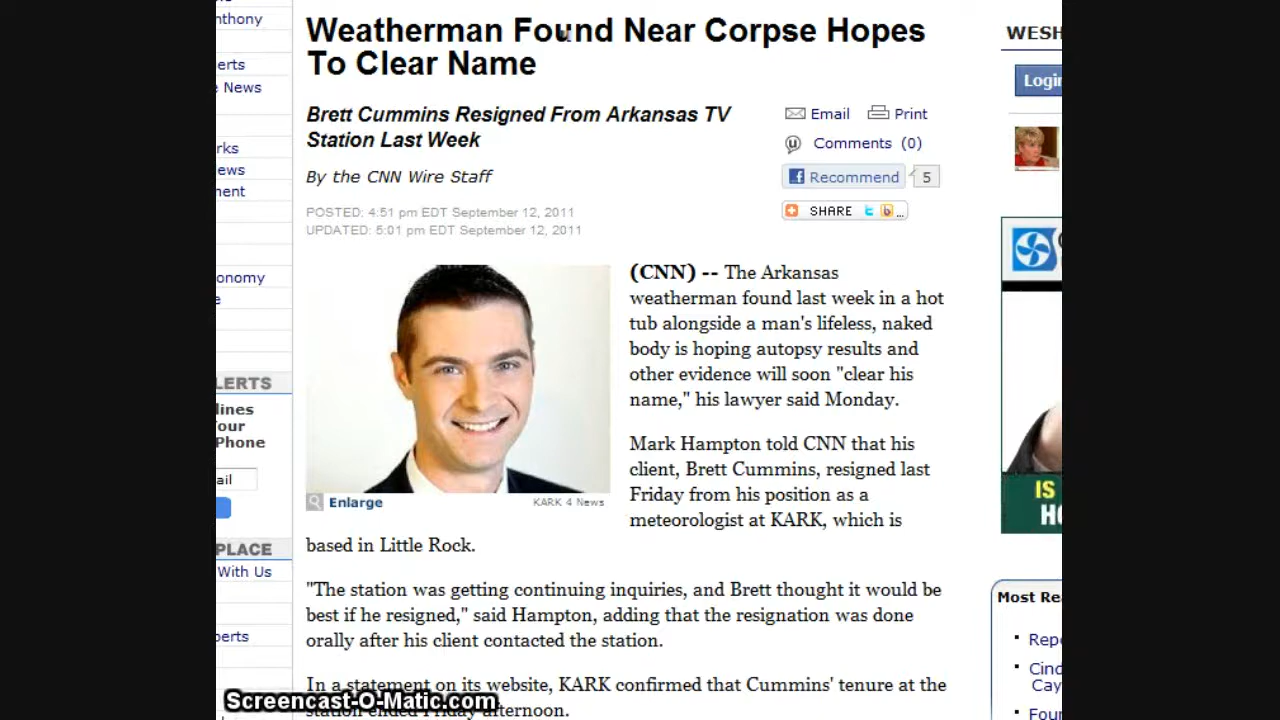 nthony
erts
e News
rks
ews
nent
onomy
e
LERTS
lines
Your
Phone
ail
PLACE
With Us
perts
Weatherman Found Near Corpse Hopes
To Clear Name
Brett Cummins Resigned From Arkansas TV
Station Last Week
By the CNN Wire Staff
POSTED: 4:51 pm EDT September 12, 2011
UPDATED: 5:01 pm EDT September 12, 2011
Email Print
Comments (0)
Recommend 5
SHARE ...
Enlarge KARK 4 News
(CNN) -- The Arkansas
weatherman found last week in a hot
tub alongside a man's lifeless, naked
body is hoping autopsy results and
other evidence will soon "clear his
name," his lawyer said Monday.
Mark Hampton told CNN that his
client, Brett Cummins, resigned last
Friday from his position as a
meteorologist at KARK, which is
based in Little Rock.
"The station was getting continuing inquiries, and Brett thought it would be
best if he resigned," said Hampton, adding that the resignation was done
orally after his client contacted the station.
In a statement on its website, KARK confirmed that Cummins' tenure at the
station ended Friday afternoon.
WESH
Login
IS
HO
Most Re
Repo
Cind
Cay
Foun
Screencast-O-Matic.com